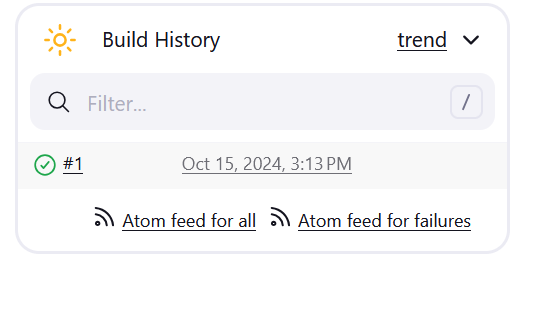 Build History trend
Filter... /
#1 Oct 15, 2024, 3:13 PM
Atom feed for all Atom feed for failures